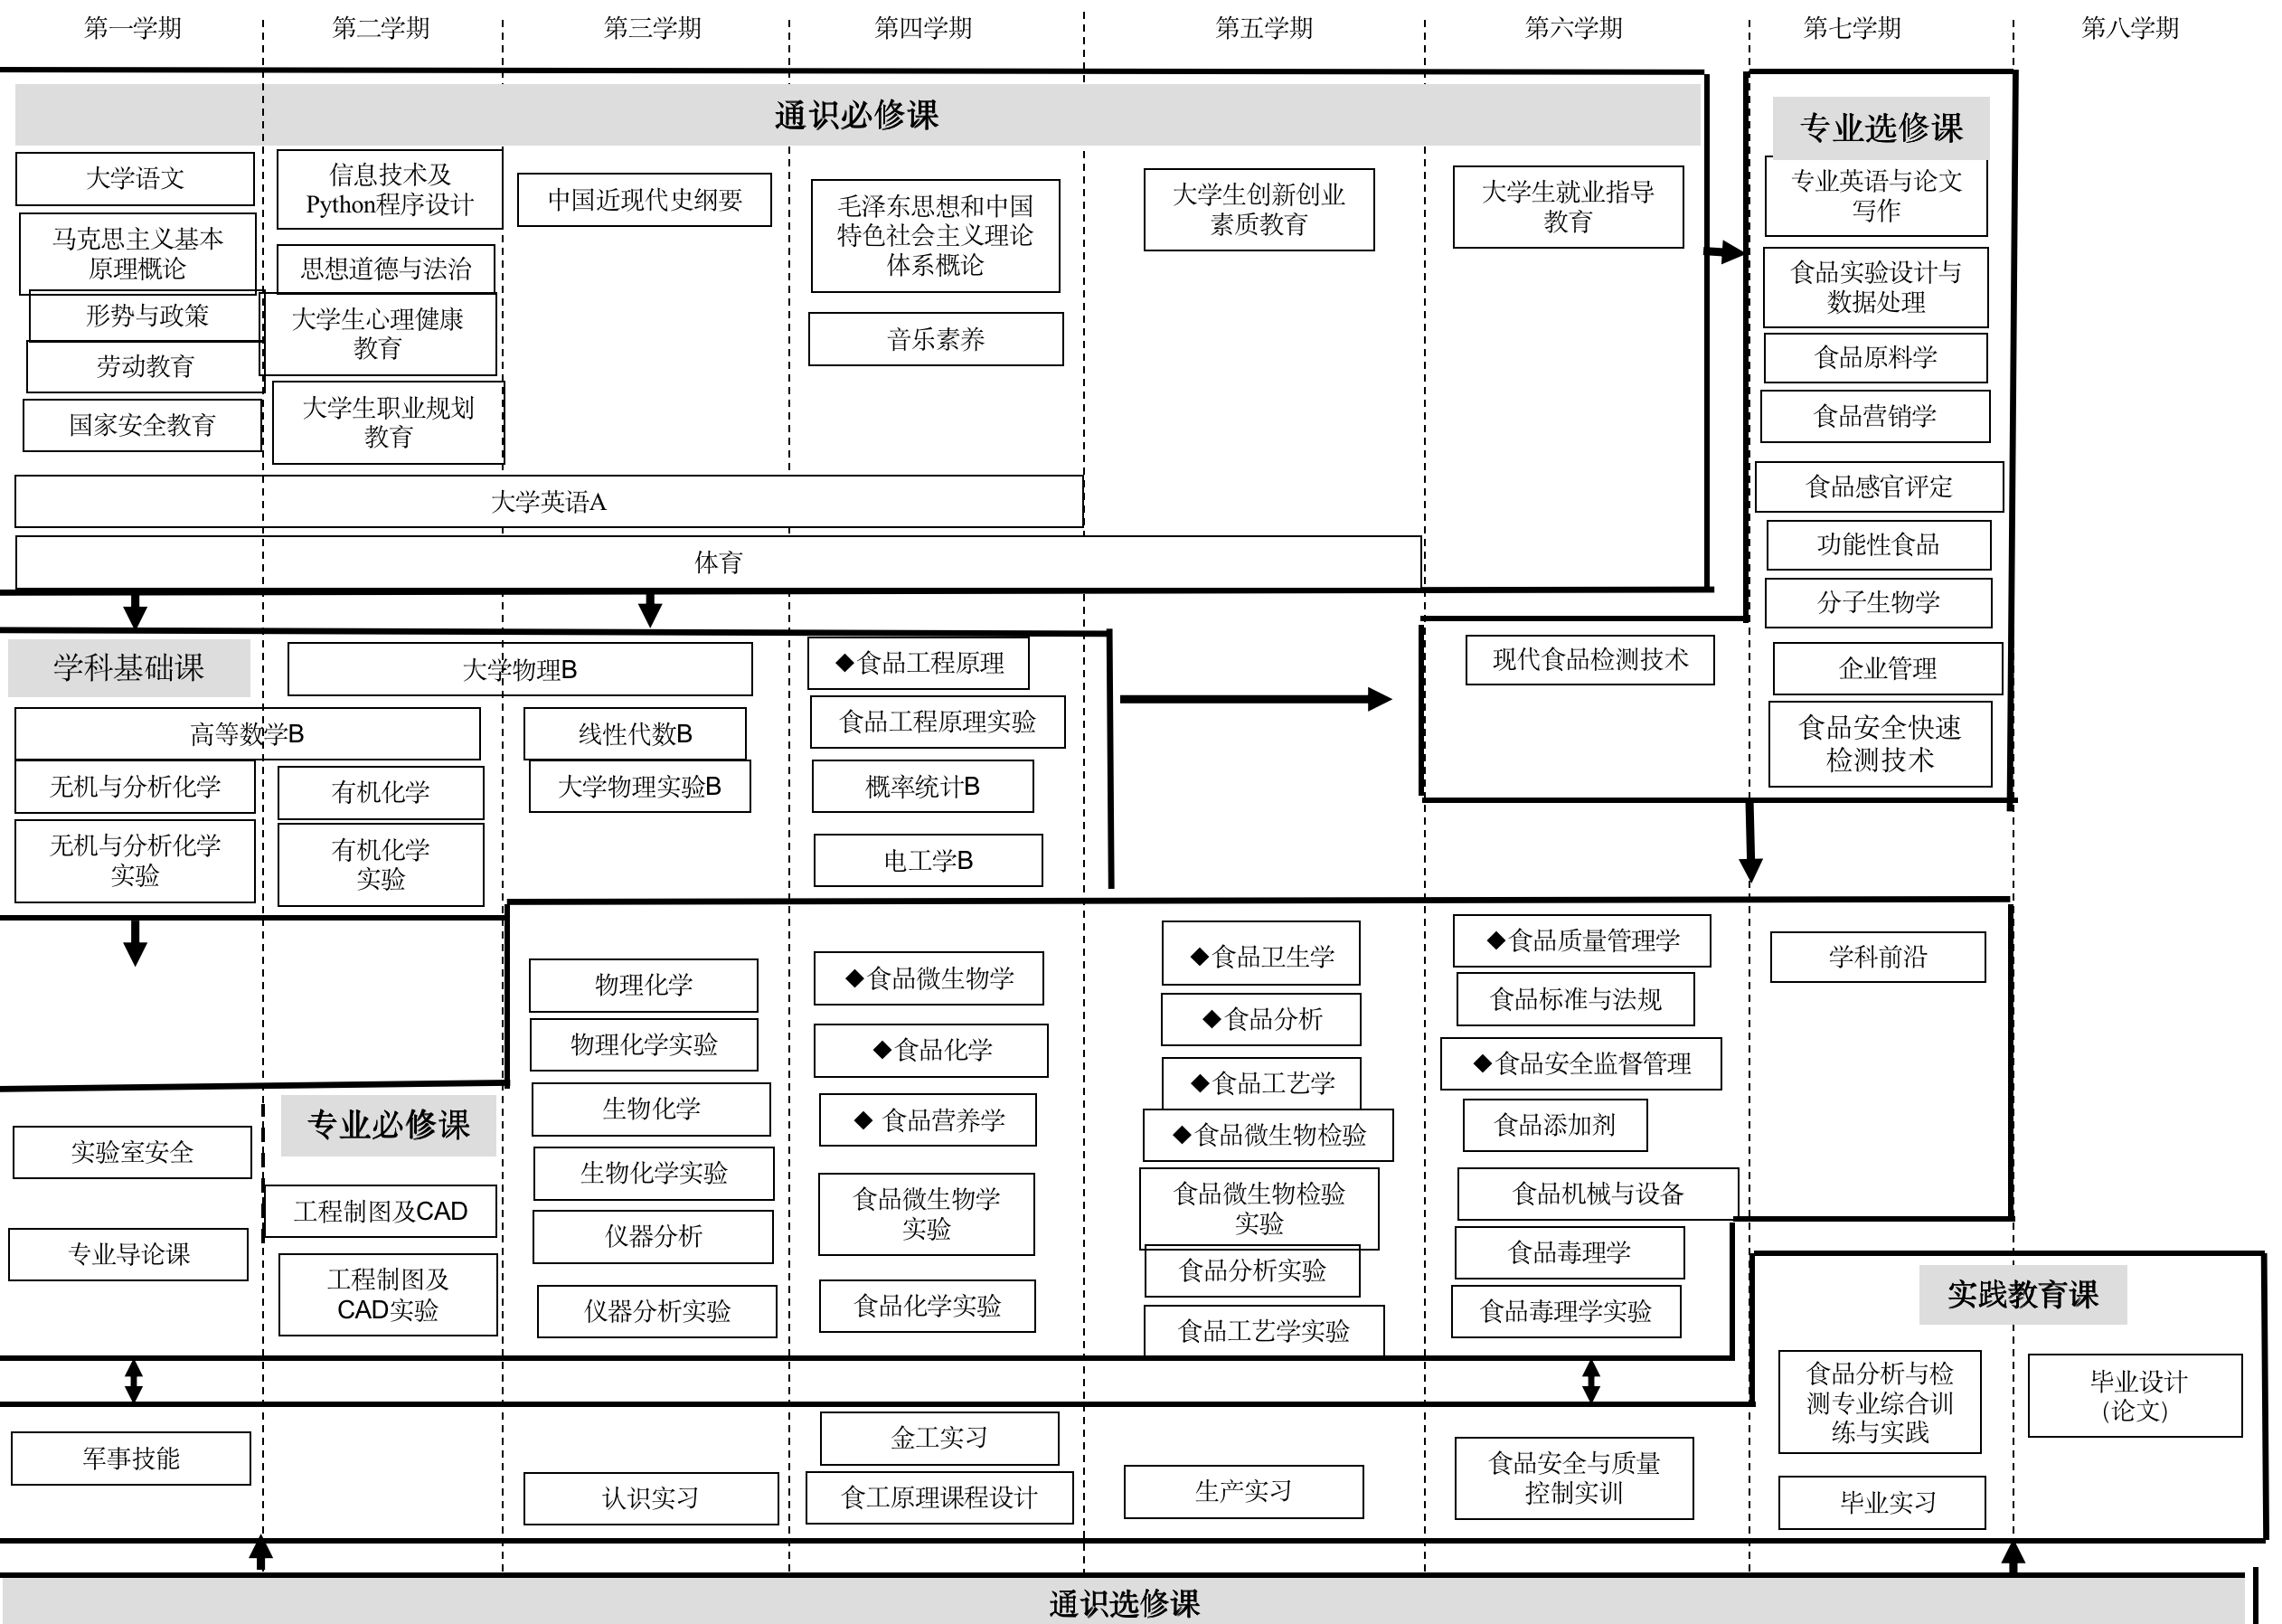 第一学期
第二学期
第三学期
第四学期
第五学期
第六学期
第七学期
第八学期
通识必修课
大学语文
马克思主义基本
原理概论
形势与政策
劳动教育
国家安全教育
信息技术及
Python程序设计
思想道德与法治
大学生心理健康
教育
大学生职业规划
教育
中国近现代史纲要
毛泽东思想和中国
特色社会主义理论
体系概论
音乐素养
大学生创新创业
素质教育
大学生就业指导
教育
大学英语A
体育
专业选修课
专业英语与论文
写作
食品实验设计与
数据处理
食品原料学
食品营销学
食品感官评定
功能性食品
分子生物学
企业管理
食品安全快速
检测技术
现代食品检测技术
学科基础课
大学物理B
高等数学B
无机与分析化学
无机与分析化学
实验
有机化学
有机化学
实验
线性代数B
大学物理实验B
◆食品工程原理
食品工程原理实验
概率统计B
电工学B
专业必修课
实验室安全
专业导论课
工程制图及CAD
工程制图及
CAD实验
物理化学
物理化学实验
生物化学
生物化学实验
仪器分析
仪器分析实验
◆食品微生物学
◆食品化学
◆ 食品营养学
食品微生物学
实验
食品化学实验
◆食品卫生学
◆食品分析
◆食品工艺学
◆食品微生物检验
食品微生物检验
实验
食品分析实验
食品工艺学实验
◆食品质量管理学
食品标准与法规
◆食品安全监督管理
食品添加剂
食品机械与设备
食品毒理学
食品毒理学实验
学科前沿
实践教育课
军事技能
认识实习
金工实习
食工原理课程设计
生产实习
食品安全与质量
控制实训
食品分析与检
测专业综合训
练与实践
毕业实习
毕业设计
(论文)
通识选修课